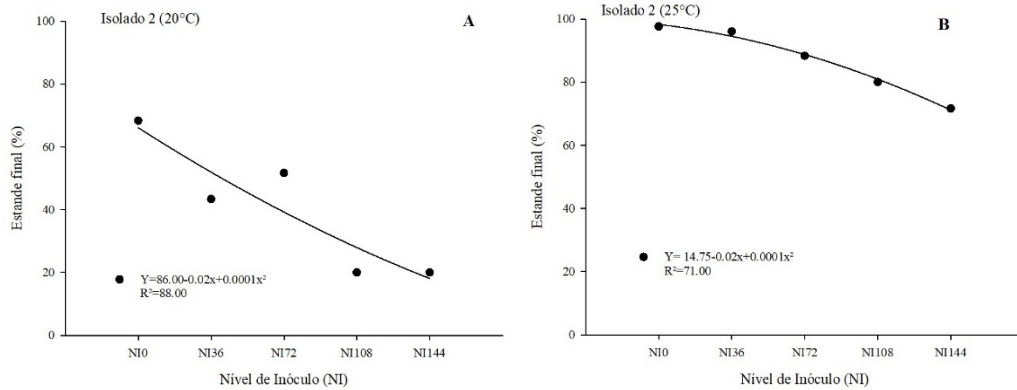 Isolado 2 (20°C)
A
100
80
60
40
20
0
Estande final (%)
Y=86.00-0.02x+0.0001x²
R²=88.00
NI0 NI36 NI72 NI108 NI144
Nível de Inóculo (NI)
Isolado 2 (25°C)
B
100
80
60
40
20
0
Estande final (%)
Y= 14.75-0.02x+0.0001x²
R²=71.00
NI0 NI36 NI72 NI108 NI144
Nível de Inóculo (NI)